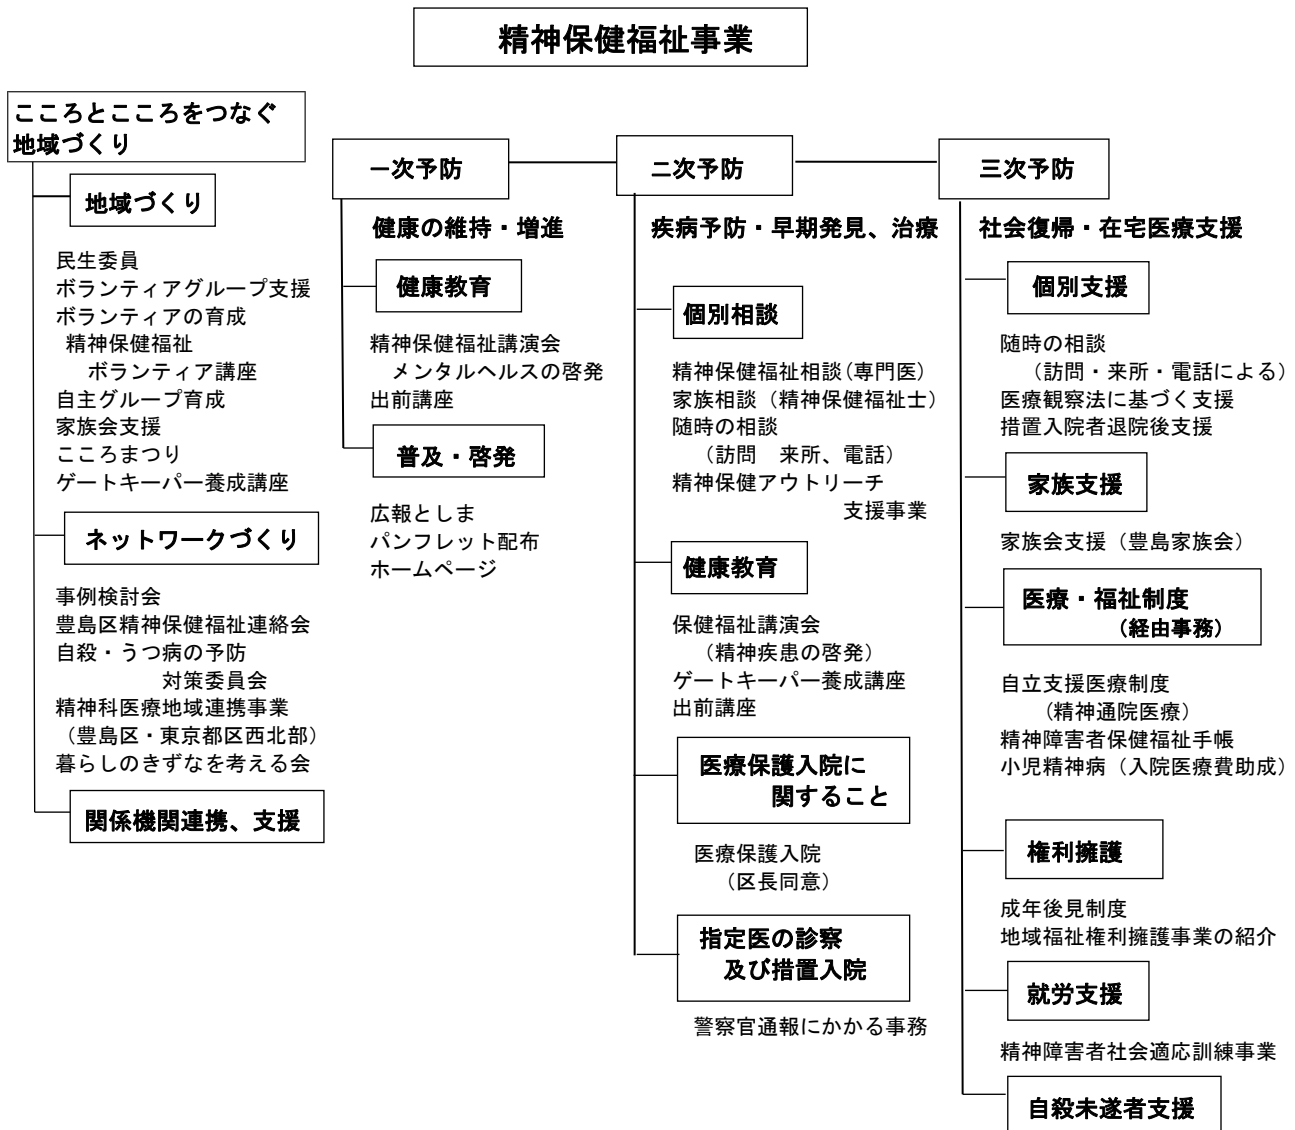 精神保健福祉事業
こころとこころをつなぐ
地域づくり
地域づくり
民生委員
ボランティアグループ支援
ボランティアの育成
精神保健福祉
ボランティア講座
自主グループ育成
家族会支援
こころまつり
ゲートキーパー養成講座
ネットワークづくり
事例検討会
豊島区精神保健福祉連絡会
自殺・うつ病の予防
対策委員会
精神科医療地域連携事業
（豊島区・東京都区西北部）
暮らしのきずなを考える会
関係機関連携、支援
一次予防
健康の維持・増進
健康教育
精神保健福祉講演会
メンタルヘルスの啓発
出前講座
普及・啓発
広報としま
パンフレット配布
ホームページ
二次予防
疾病予防・早期発見、治療
個別相談
精神保健福祉相談（専門医）
家族相談（精神保健福祉士）
随時の相談
（訪問　来所、電話）
精神保健アウトリーチ
支援事業
健康教育
保健福祉講演会
（精神疾患の啓発）
ゲートキーパー養成講座
出前講座
医療保護入院に
関すること
医療保護入院
（区長同意）
指定医の診察
及び措置入院
警察官通報にかかる事務
三次予防
社会復帰・在宅医療支援
個別支援
随時の相談
（訪問・来所・電話による）
医療観察法に基づく支援
措置入院者退院後支援
家族支援
家族会支援（豊島家族会）
医療・福祉制度
（経由事務）
自立支援医療制度
（精神通院医療）
精神障害者保健福祉手帳
小児精神病（入院医療費助成）
権利擁護
成年後見制度
地域福祉権利擁護事業の紹介
就労支援
精神障害者社会適応訓練事業
自殺未遂者支援